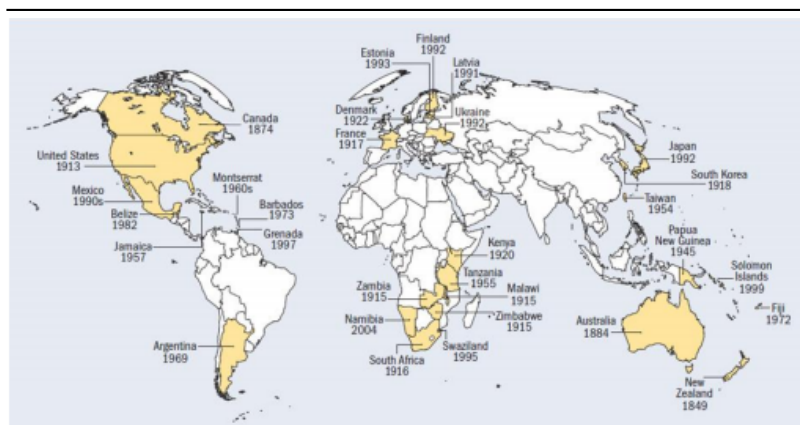 Finland
1992
Estonia
1993
Latvia
1991
Denmark
1922
Ukraine
1992
France
1917
Canada
1874
United States
1913
Mexico
1990s
Belize
1982
Jamaica
1957
Montserrat
1960s
Barbados
1973
Grenada
1997
Argentina
1969
Japan
1992
South Korea
1918
Taiwan
1954
Papua
New Guinea
1945
Solomon
Islands
1999
Fiji
1972
Kenya
1920
Tanzania
1955
Zambia
1915
Malawi
1915
Zimbabwe
1915
Namibia
2004
Swaziland
1995
South Africa
1916
Australia
1884
New
Zealand
1849